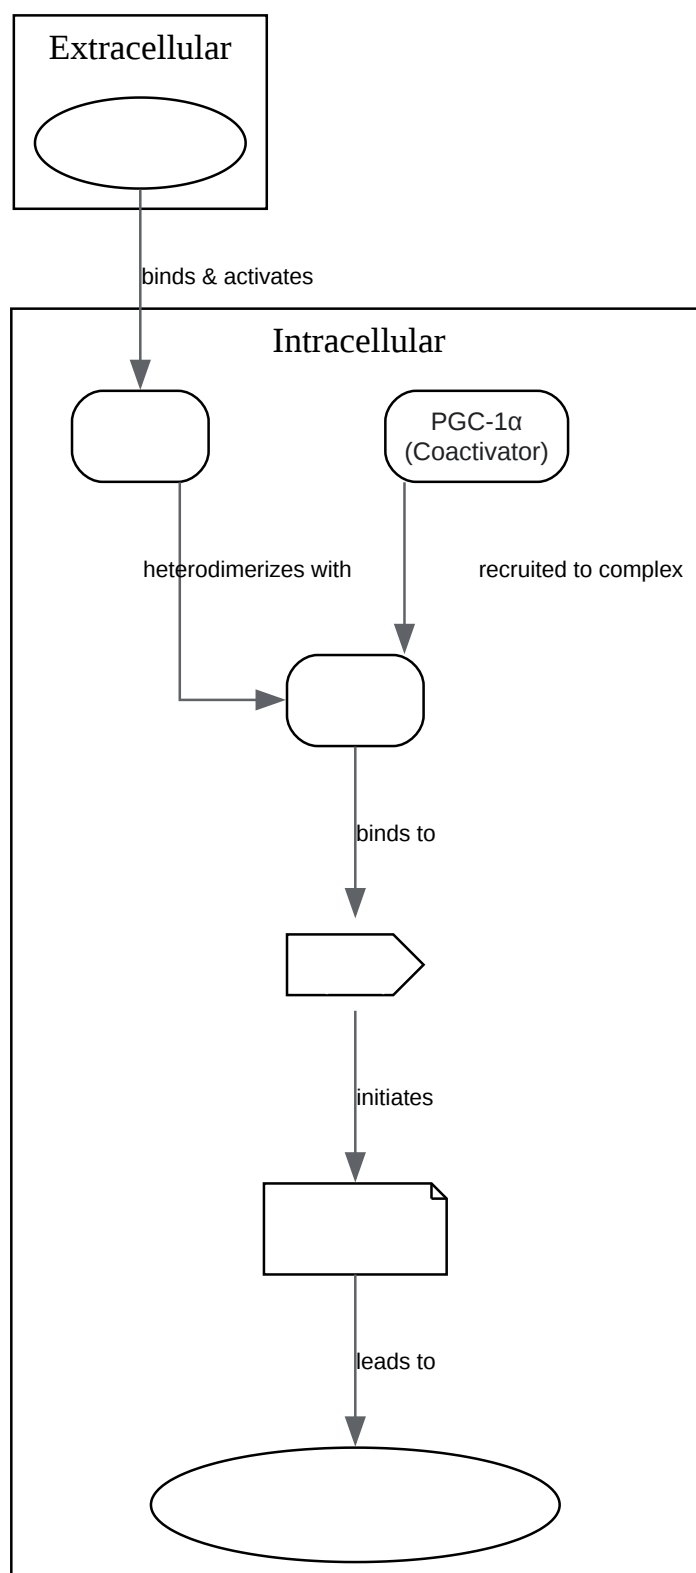 Extracellular
binds & activates
Intracellular
PGC-1α
(Coactivator)
heterodimerizes with
recruited to complex
binds to
initiates
leads to